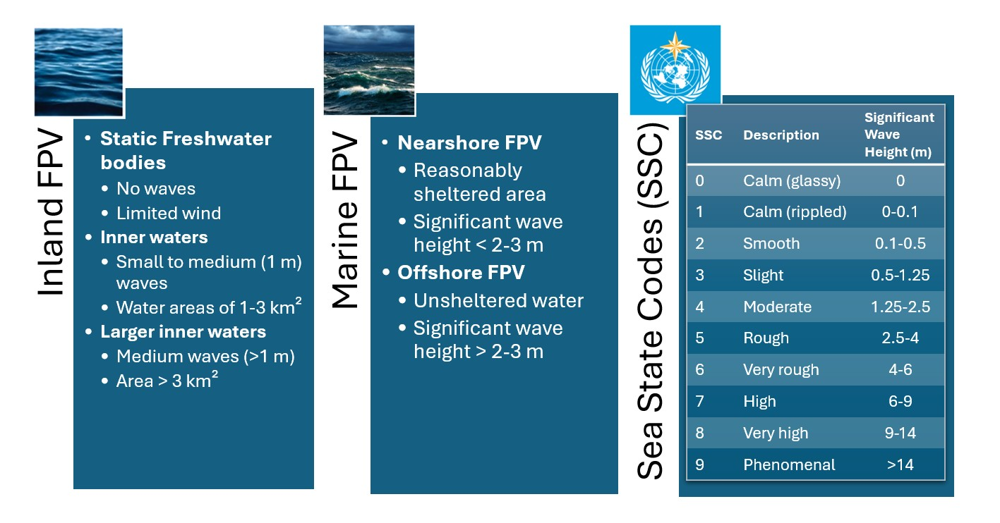 Inland FPV
• Static Freshwater
bodies
• No waves
• Limited wind
• Inner waters
• Small to medium (1 m)
waves
• Water areas of 1-3 km²
• Larger inner waters
• Medium waves (>1 m)
• Area > 3 km²
Marine FPV
• Nearshore FPV
• Reasonably
sheltered area
• Significant wave
height < 2-3 m
• Offshore FPV
• Unsheltered water
• Significant wave
height > 2-3 m
Sea State Codes (SSC)
SSC Description Significant
Wave
Height (m)
0 Calm (glassy) 0
1 Calm (rippled) 0-0.1
2 Smooth 0.1-0.5
3 Slight 0.5-1.25
4 Moderate 1.25-2.5
5 Rough 2.5-4
6 Very rough 4-6
7 High 6-9
8 Very high 9-14
9 Phenomenal >14